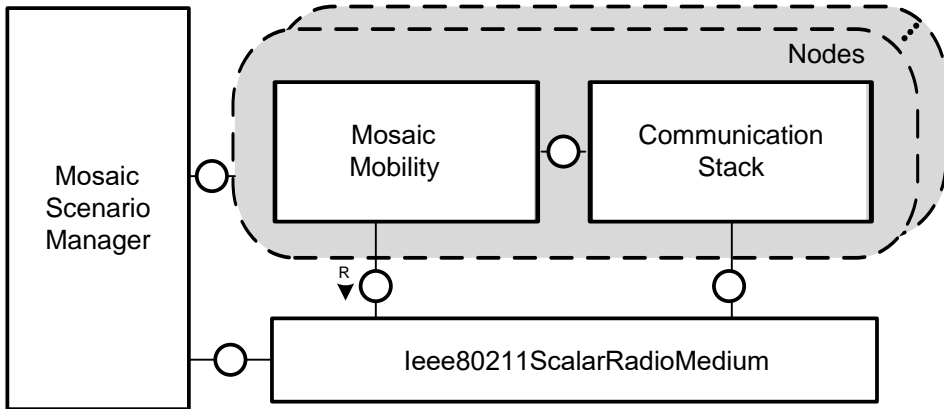 Nodes
Mosaic
Scenario
Manager
Mosaic
Mobility
Communication
Stack
R
Ieee80211ScalarRadioMedium